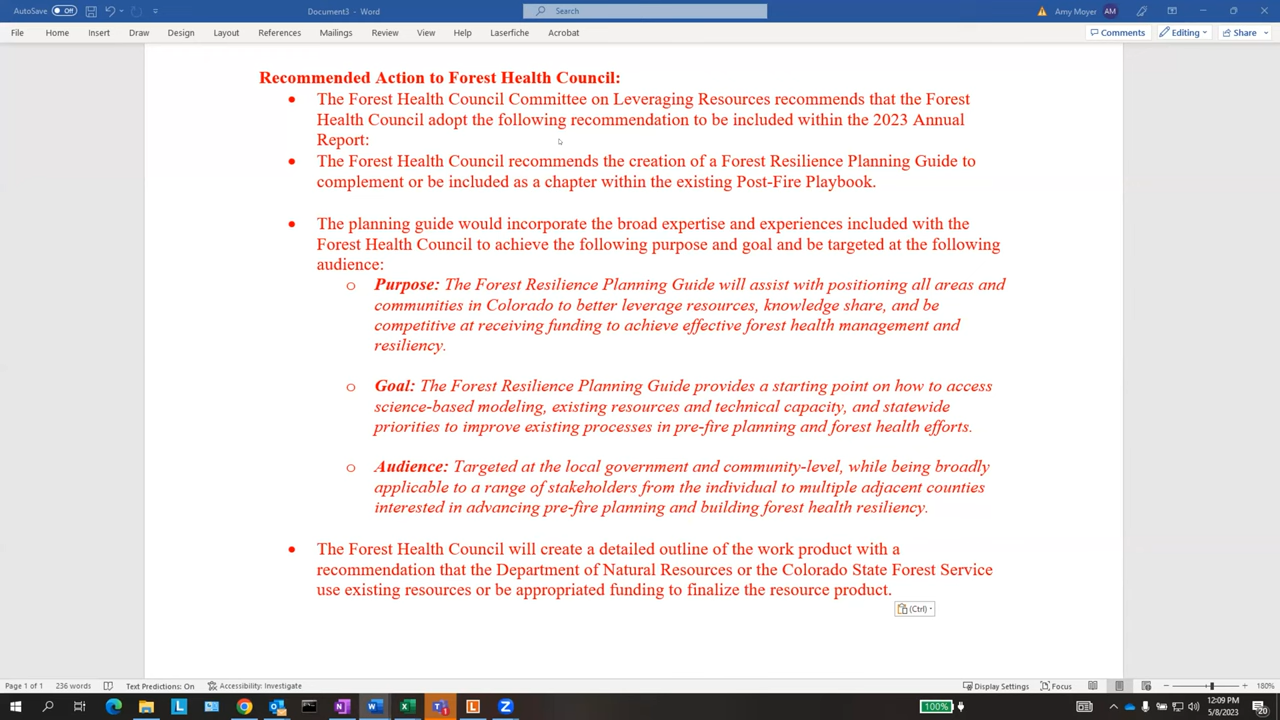 AutoSave Off Document3 - Word Search Amy Moyer AM
File Home Insert Draw Design Layout References Mailings Review View Help Laserfiche Acrobat Comments Editing Share
Recommended Action to Forest Health Council:
• The Forest Health Council Committee on Leveraging Resources recommends that the Forest
Health Council adopt the following recommendation to be included within the 2023 Annual
Report:
• The Forest Health Council recommends the creation of a Forest Resilience Planning Guide to
complement or be included as a chapter within the existing Post-Fire Playbook.
• The planning guide would incorporate the broad expertise and experiences included with the
Forest Health Council to achieve the following purpose and goal and be targeted at the following
audience:
o Purpose: The Forest Resilience Planning Guide will assist with positioning all areas and
communities in Colorado to better leverage resources, knowledge share, and be
competitive at receiving funding to achieve effective forest health management and
resiliency.
o Goal: The Forest Resilience Planning Guide provides a starting point on how to access
science-based modeling, existing resources and technical capacity, and statewide
priorities to improve existing processes in pre-fire planning and forest health efforts.
o Audience: Targeted at the local government and community-level, while being broadly
applicable to a range of stakeholders from the individual to multiple adjacent counties
interested in advancing pre-fire planning and building forest health resiliency.
• The Forest Health Council will create a detailed outline of the work product with a
recommendation that the Department of Natural Resources or the Colorado State Forest Service
use existing resources or be appropriated funding to finalize the resource product.
(Ctrl)
Page 1 of 1 236 words Text Predictions: On Accessibility: Investigate Display Settings Focus 180%
100% 12:09 PM
5/8/2023 20